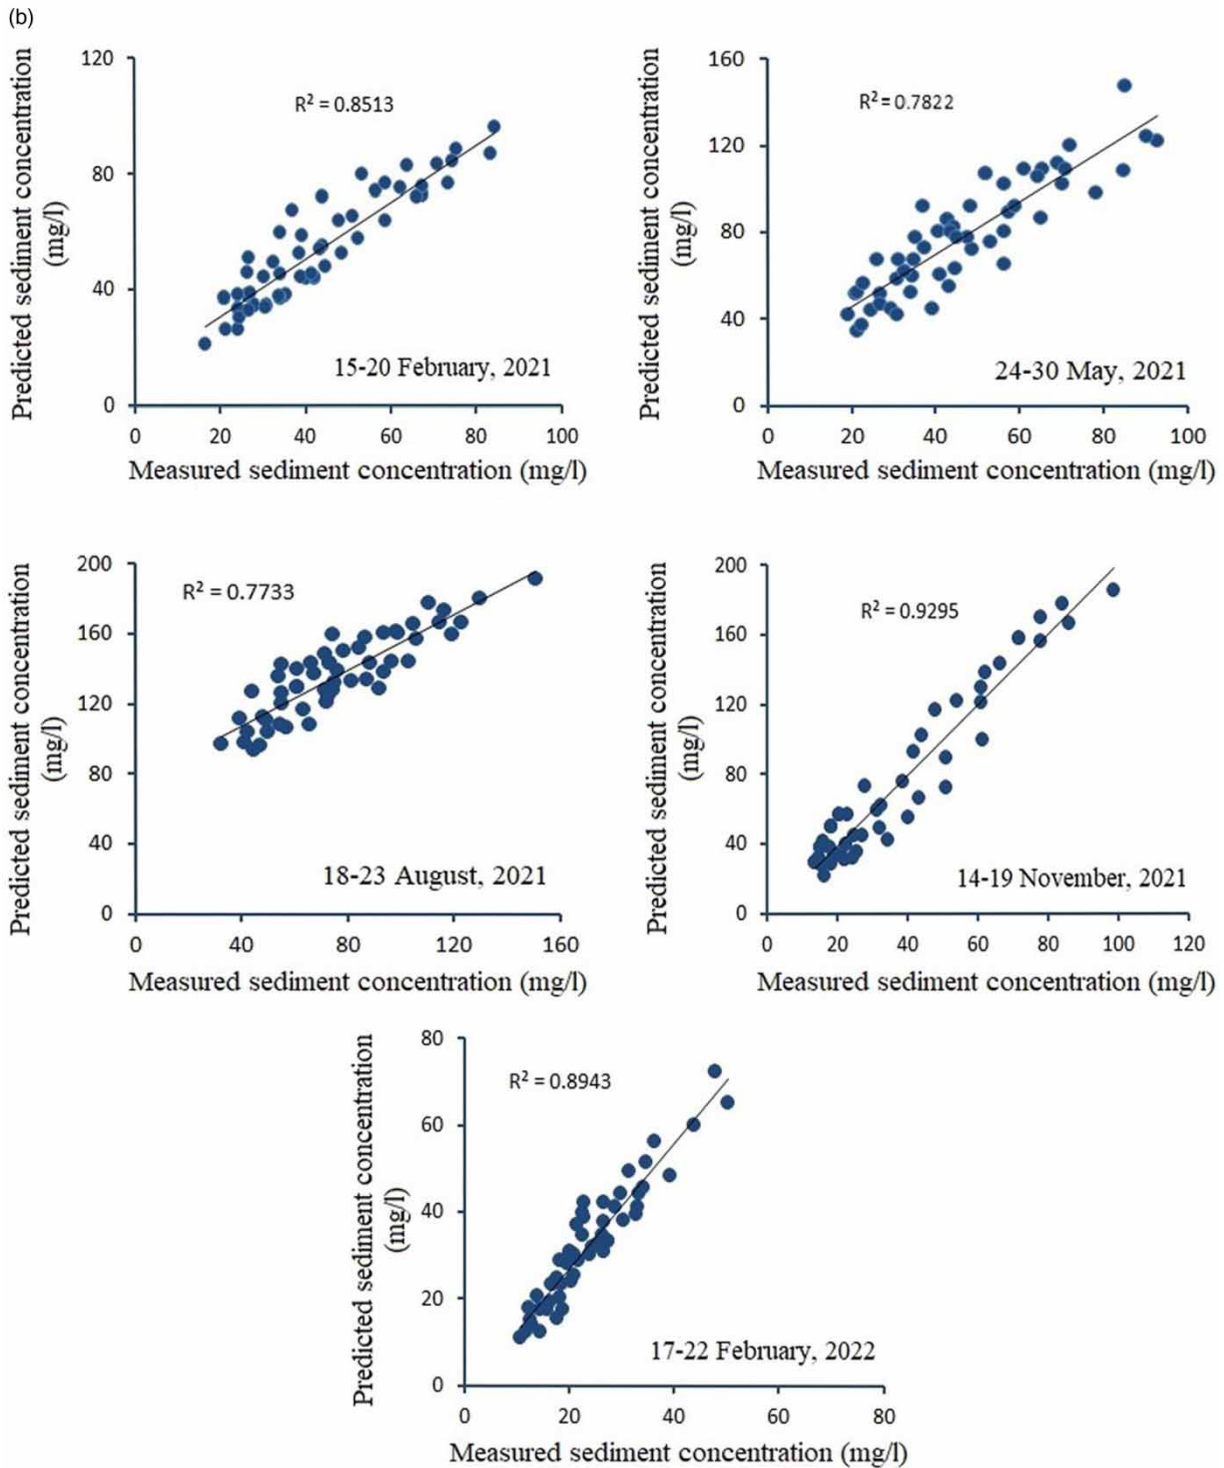 (b)
Predicted sediment concentration
(mg/l)
120
80
40
0
R² = 0.8513
15-20 February, 2021
0 20 40 60 80 100
Measured sediment concentration (mg/l)
Predicted sediment concentration
(mg/l)
160
120
80
40
0
R² = 0.7822
24-30 May, 2021
0 20 40 60 80 100
Measured sediment concentration (mg/l)
Predicted sediment concentration
(mg/l)
200
160
120
80
40
0
R² = 0.7733
18-23 August, 2021
0 40 80 120 160
Measured sediment concentration (mg/l)
Predicted sediment concentration
(mg/l)
200
160
120
80
40
0
R² = 0.9295
14-19 November, 2021
0 20 40 60 80 100 120
Measured sediment concentration (mg/l)
Predicted sediment concentration
(mg/l)
80
60
40
20
0
R² = 0.8943
17-22 February, 2022
0 20 40 60 80
Measured sediment concentration (mg/l)